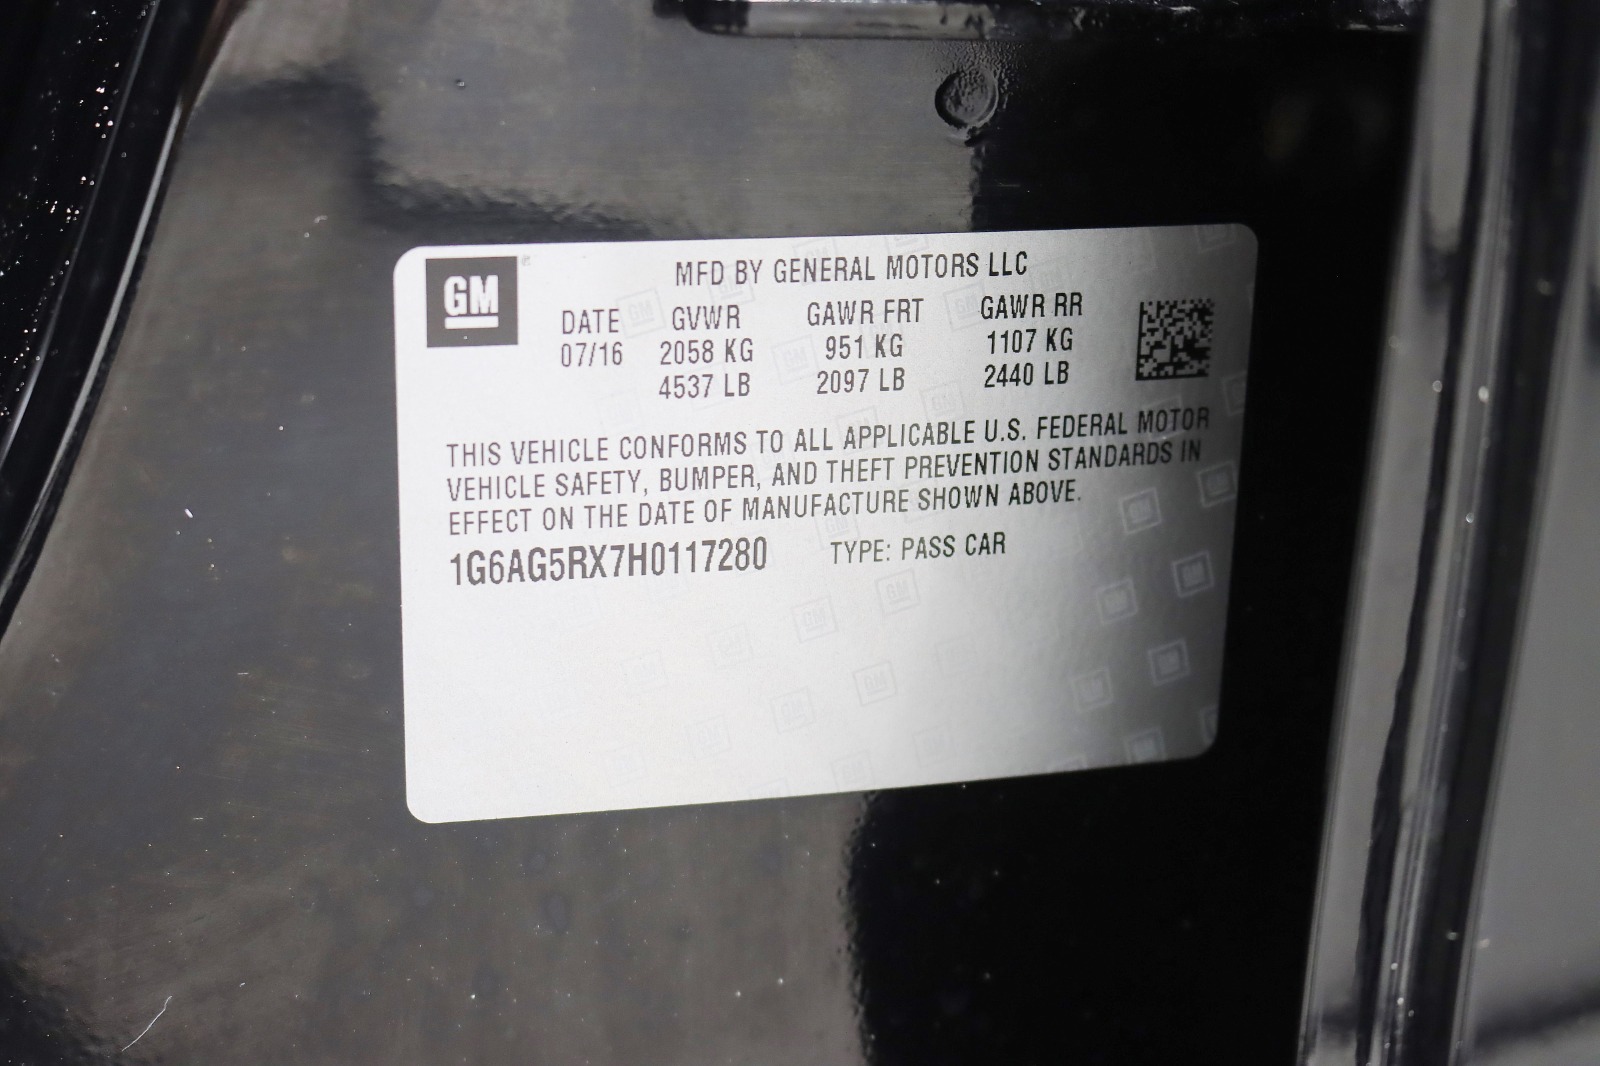 GM
MFD BY GENERAL MOTORS LLC
DATE GVWR GAWR FRT GAWR RR
07/16 2058 KG 951 KG 1107 KG
4537 LB 2097 LB 2440 LB
THIS VEHICLE CONFORMS TO ALL APPLICABLE U.S. FEDERAL MOTOR
VEHICLE SAFETY, BUMPER, AND THEFT PREVENTION STANDARDS IN
EFFECT ON THE DATE OF MANUFACTURE SHOWN ABOVE.
1G6AG5RX7H0117280 TYPE: PASS CAR